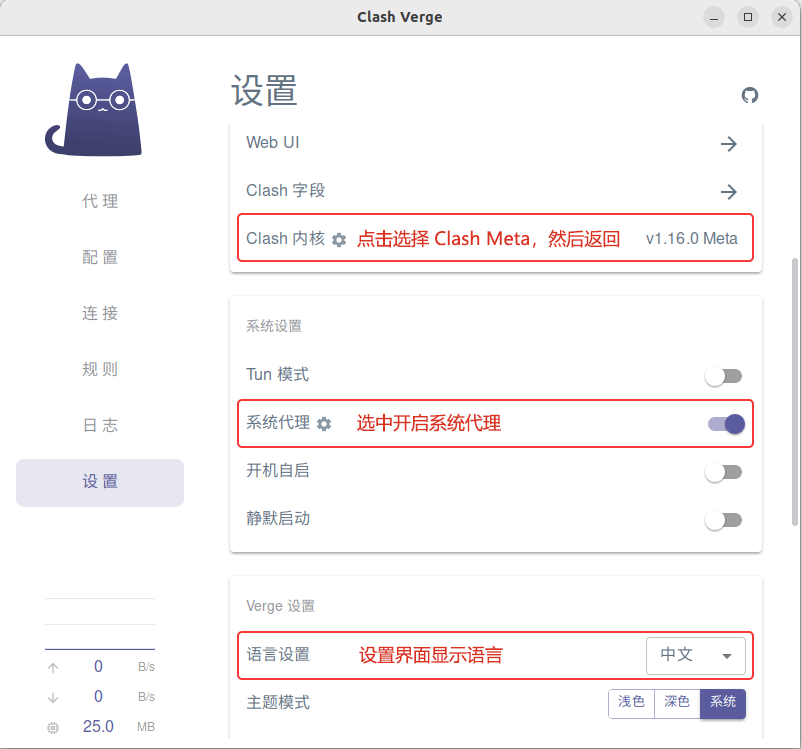 Clash Verge
设置
Web UI
Clash 字段
Clash 内核 点击选择 Clash Meta，然后返回 v1.16.0 Meta
代理
配置
连接
规则
日志
设置
系统设置
Tun 模式
系统代理 选中开启系统代理
开机自启
静默启动
Verge 设置
语言设置 设置界面显示语言 中文
主题模式 浅色 深色 系统
0 B/s
0 B/s
25.0 MB